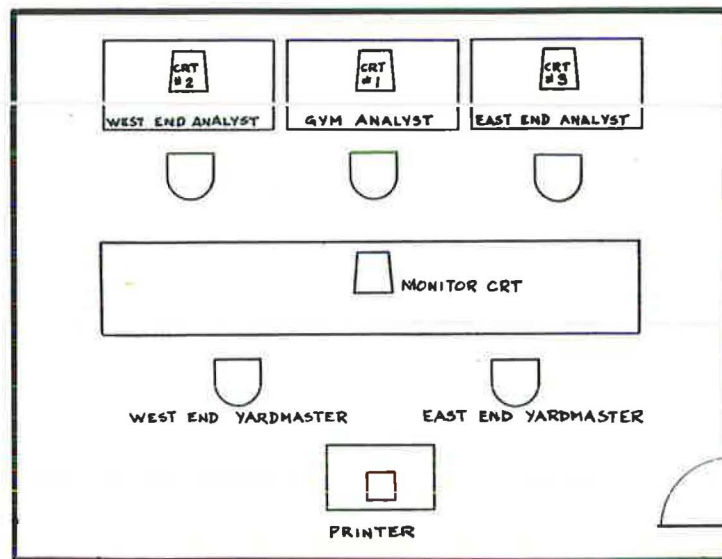 CRT
#2
CRT
#1
CRT
#3
WEST END ANALYST
GYM ANALYST
EAST END ANALYST
MONITOR CRT
WEST END YARDMASTER
EAST END YARDMASTER
PRINTER